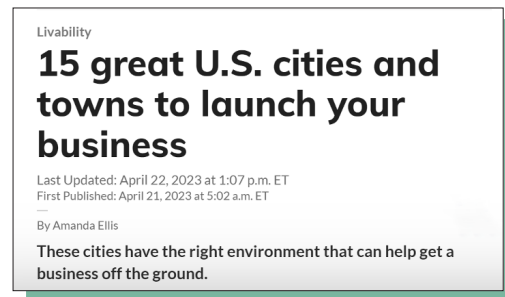 Livability
15 great U.S. cities and
towns to launch your
business
Last Updated: April 22, 2023 at 1:07 p.m. ET
First Published: April 21, 2023 at 5:02 a.m. ET
By Amanda Ellis
These cities have the right environment that can help get a
business off the ground.